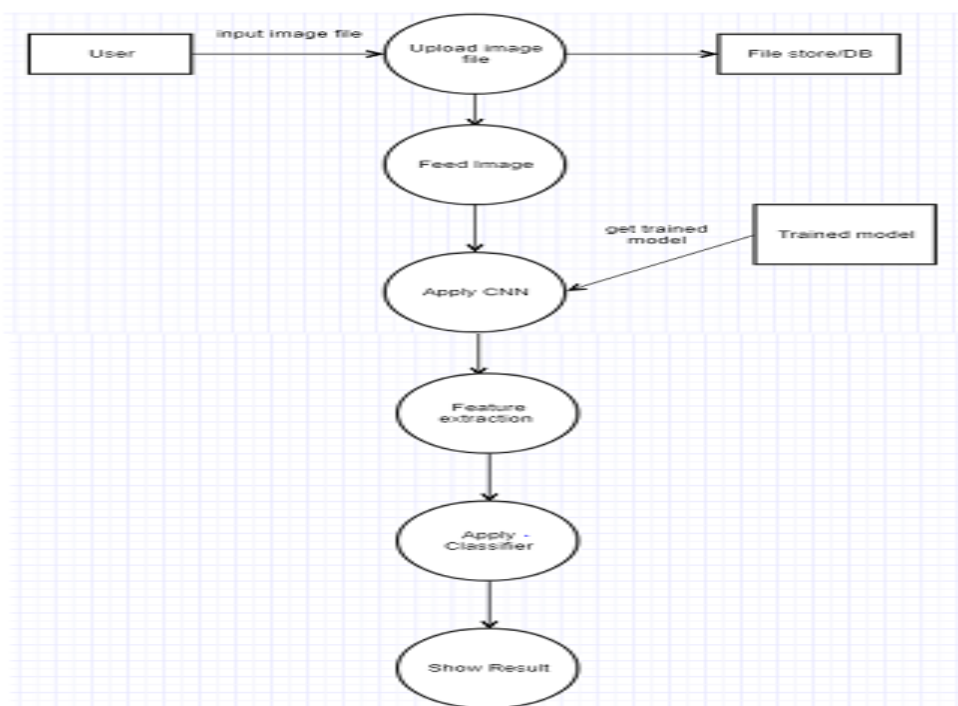 User
input image file
Upload image
file
File store/DB
Feed Image
get trained
model
Trained model
Apply CNN
Feature
extraction
Apply -
Classifier
Show Result